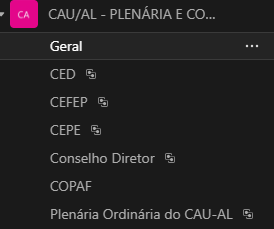 CA CAU/AL - PLENÁRIA E CO...
Geral ...
CED
CEFEP
CEPE
Conselho Diretor
COPAF
Plenária Ordinária do CAU-AL